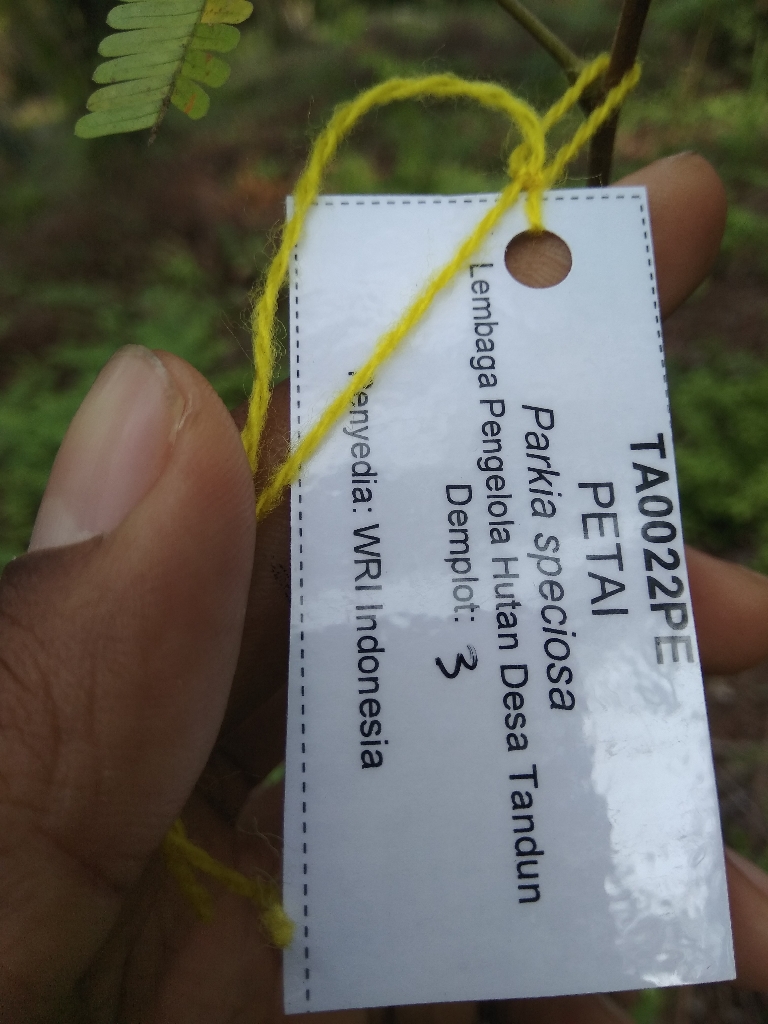 TA0022PE
PETAI
Parkia speciosa
Lembaga Pengelola Hutan Desa Tandun
Demplot: 3
Penyedia: WRI Indonesia